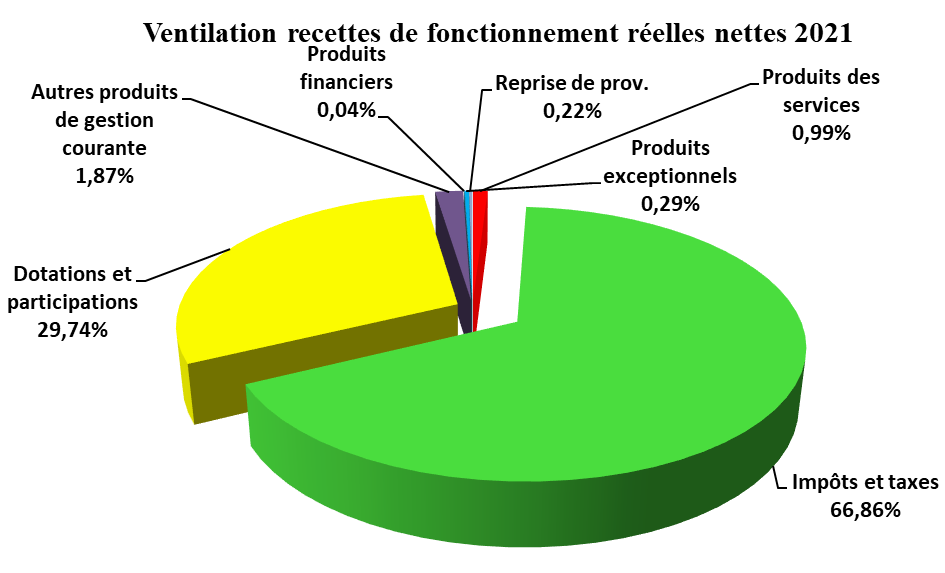 Ventilation recettes de fonctionnement réelles nettes 2021
Produits
financiers
0,04%
Reprise de prov.
0,22%
Produits des
services
0,99%
Autres produits
de gestion
courante
1,87%
Produits
exceptionnels
0,29%
Dotations et
participations
29,74%
Impôts et taxes
66,86%